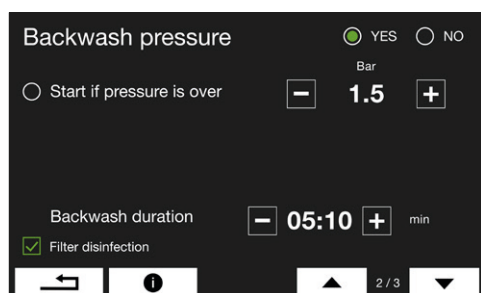 Backwash pressure YES NO
Bar
Start if pressure is over − 1.5 +
Backwash duration − 05:10 + min
Filter disinfection
i 2/3